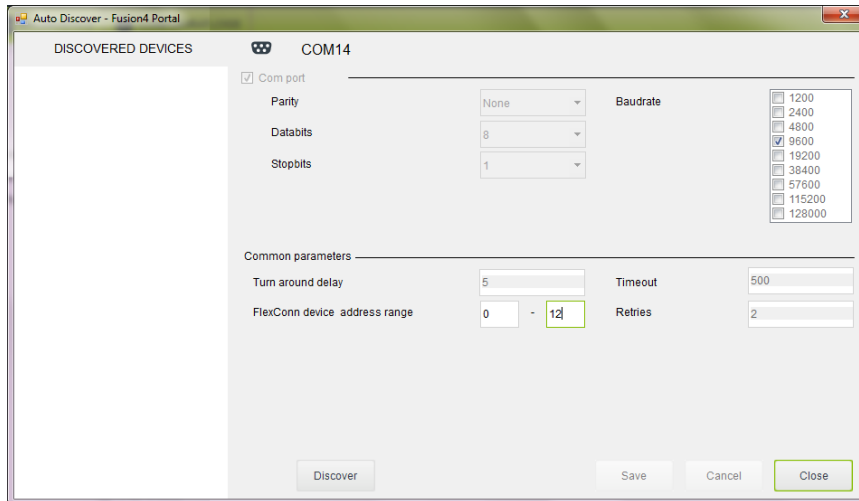 Auto Discover - Fusion4 Portal
DISCOVERED DEVICES
COM14
Com port
Parity
None
Baudrate
1200
2400
4800
9600
19200
38400
57600
115200
128000
Databits
8
Stopbits
1
Common parameters
Turn around delay
5
Timeout
500
FlexConn device address range
0 - 12
Retries
2
Discover
Save
Cancel
Close